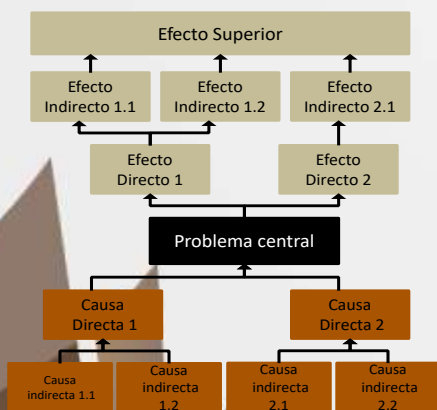 Efecto Superior
Efecto
Indirecto 1.1
Efecto
Indirecto 1.2
Efecto
Indirecto 2.1
Efecto
Directo 1
Efecto
Directo 2
Problema central
Causa
Directa 1
Causa
Directa 2
Causa
indirecta 1.1
Causa
indirecta
1.2
Causa
indirecta
2.1
Causa
indirecta
2.2